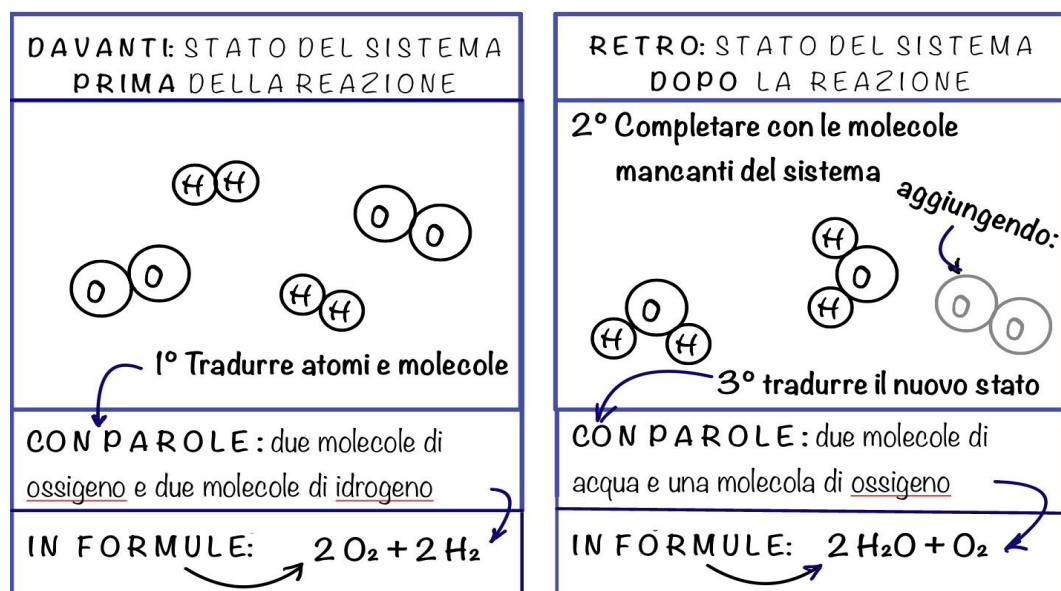 DAVANTI: STATO DEL SISTEMA
PRIMA DELLA REAZIONE
H H
O O
O O
H H
1° Tradurre atomi e molecole
CON PAROLE: due molecole di
ossigeno e due molecole di idrogeno
IN FORMULE: 2 O₂ + 2 H₂
RETRO: STATO DEL SISTEMA
DOPO LA REAZIONE
2° Completare con le molecole
mancanti del sistema
aggiungendo:
H
O
H
O
H H
O O
3° tradurre il nuovo stato
CON PAROLE: due molecole di
acqua e una molecola di ossigeno
IN FORMULE: 2 H₂O + O₂